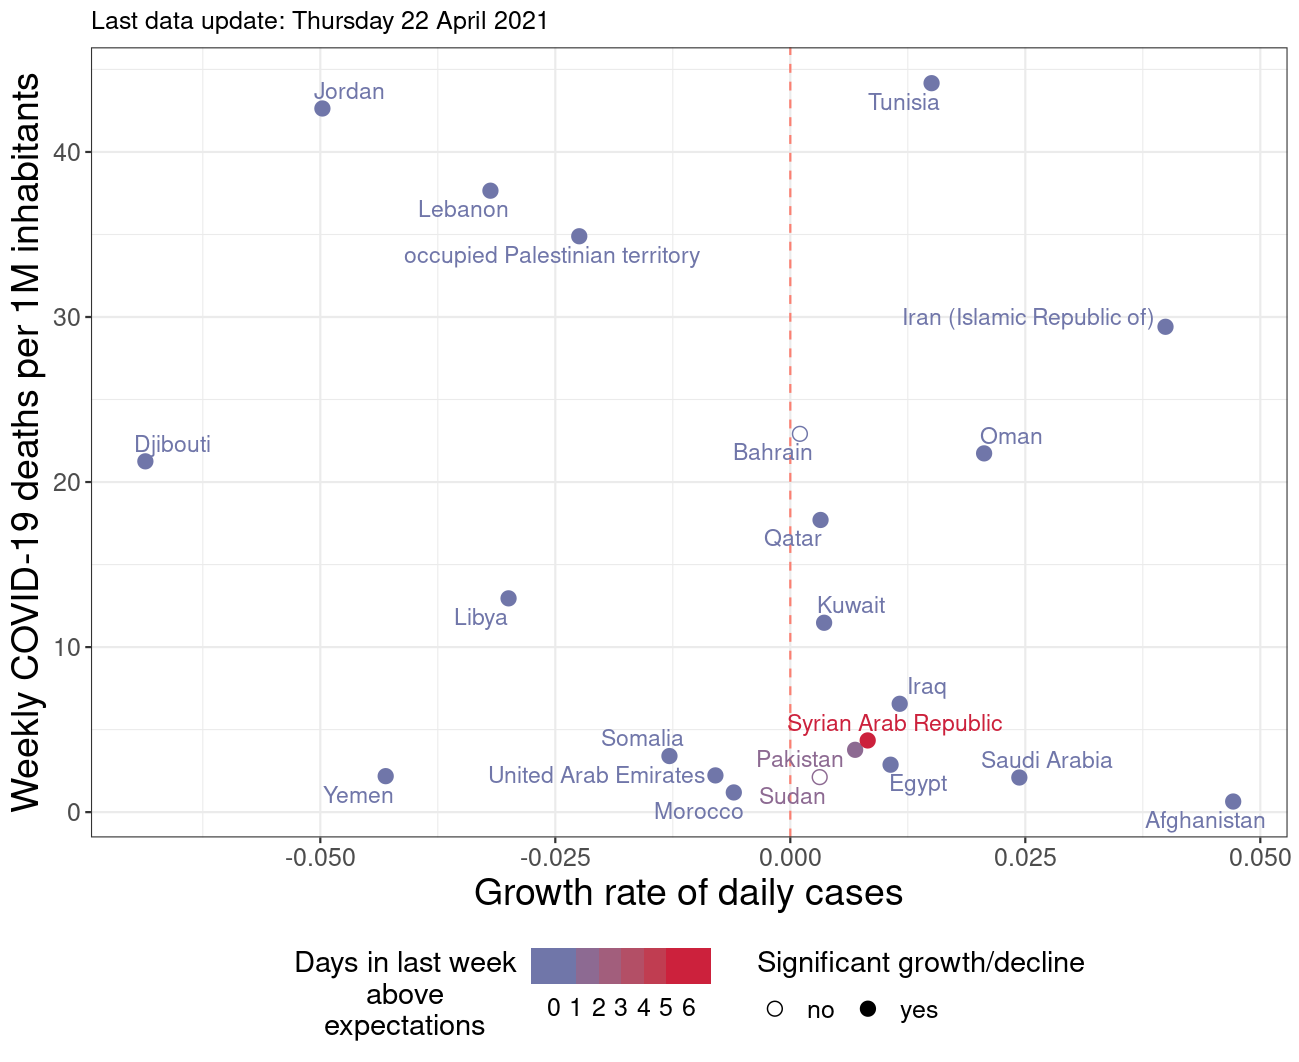 Last data update: Thursday 22 April 2021
Weekly COVID-19 deaths per 1M inhabitants
40
30
20
10
0
Jordan
Tunisia
Lebanon
occupied Palestinian territory
Iran (Islamic Republic of)
Djibouti
Bahrain
Oman
Qatar
Libya
Kuwait
Iraq
Syrian Arab Republic
Somalia
Pakistan
Saudi Arabia
United Arab Emirates
Egypt
Yemen
Sudan
Morocco
Afghanistan
-0.050 -0.025 0.000 0.025 0.050
Growth rate of daily cases
Days in last week
above
expectations
0 1 2 3 4 5 6
Significant growth/decline
no yes